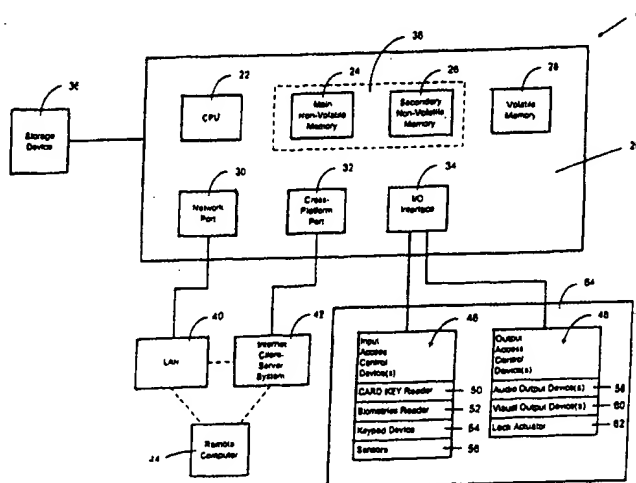 36
22
24
38
26
28
Storage
Device
CPU
Main
Non-Volatile
Memory
Secondary
Non-Volatile
Memory
Volatile
Memory
30
32
34
Network
Port
Cross-
Platform
Port
I/O
Interface
40
42
64
LAN
Internet
Client-
Server
System
46
48
Input
Access
Control
Device(s)
Output
Access
Control
Device(s)
CARD KEY Reader
50
Audio Output Device(s)
58
Biometrics Reader
52
Visual Output Device(s)
60
Keypad Device
54
Lock Actuator
62
Sensors
56
Remote
Computer
44